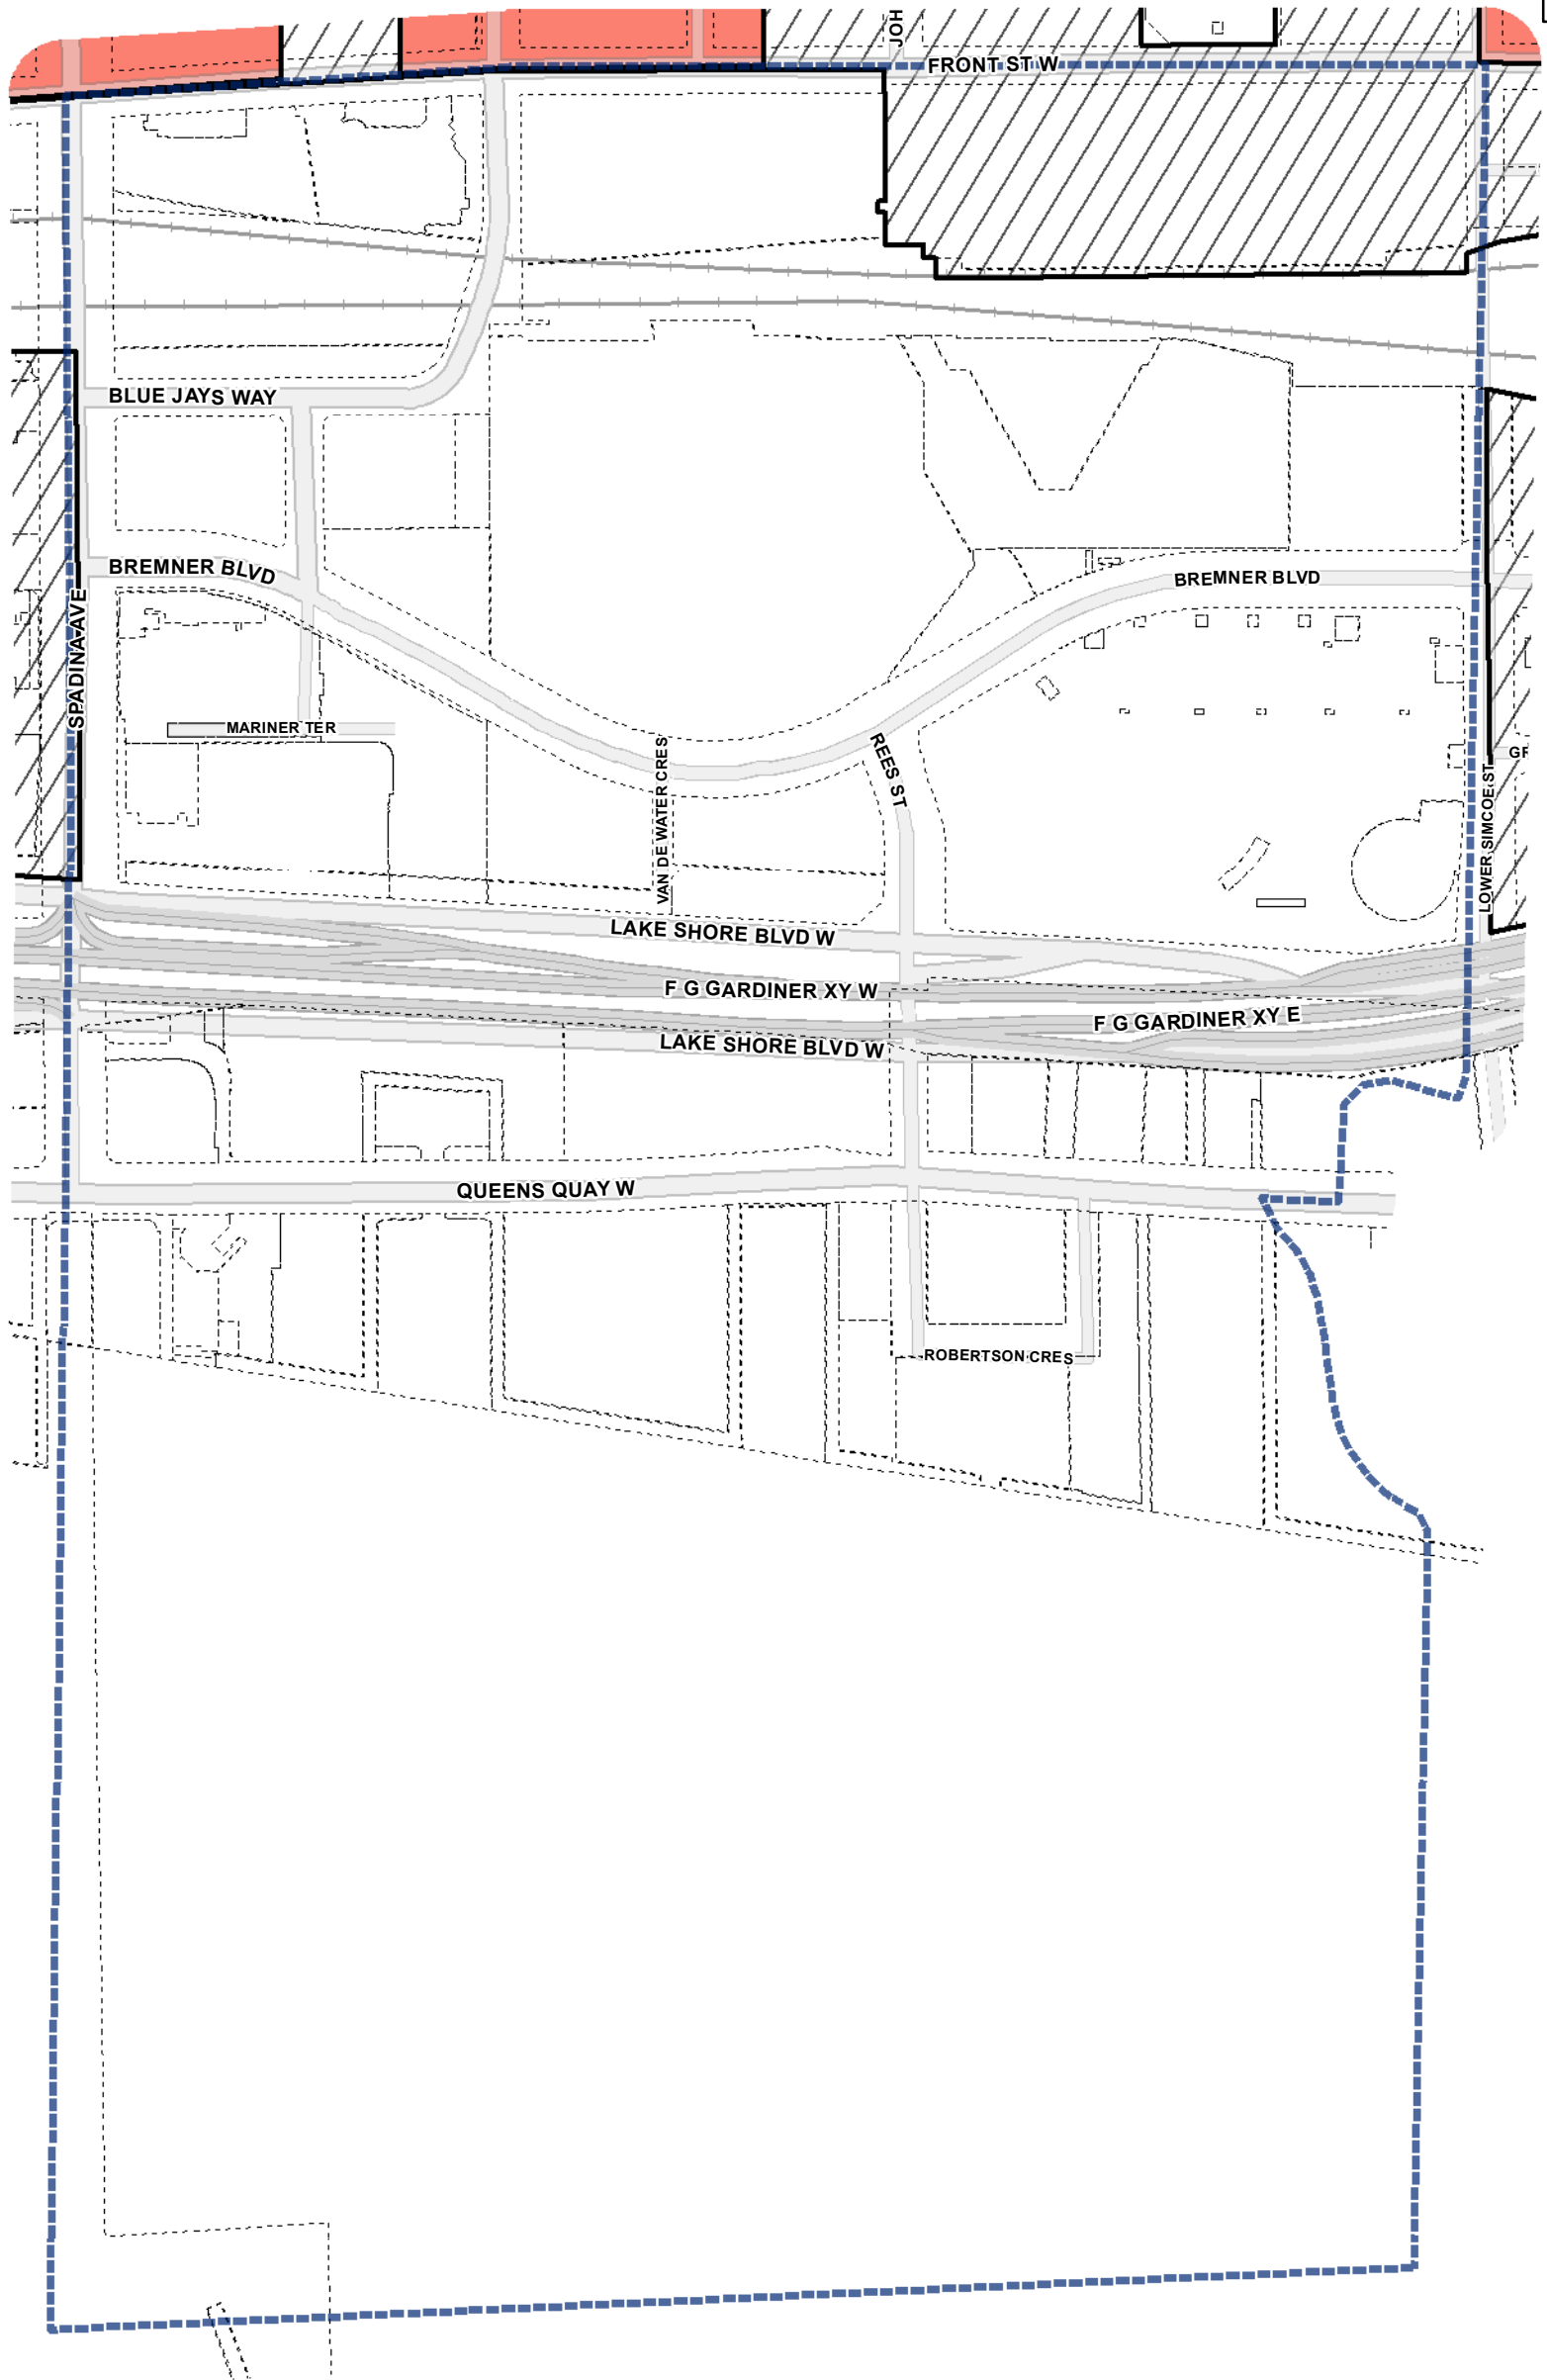 JOH
FRONT ST W
BLUE JAYS WAY
BREMNER BLVD
BREMNER BLVD
SPADINA AVE
MARINER TER
VAN DE WATER CRES
REES ST
GR
LOWER SIMCOE ST
LAKE SHORE BLVD W
F G GARDINER XY W
F G GARDINER XY E
LAKE SHORE BLVD W
QUEENS QUAY W
ROBERTSON CRES